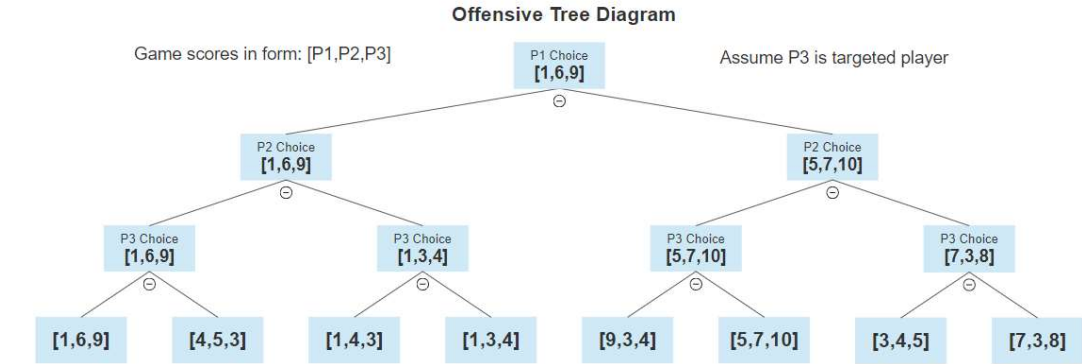 Offensive Tree Diagram
Game scores in form: [P1,P2,P3]
Assume P3 is targeted player
P1 Choice
[1,6,9]
P2 Choice
[1,6,9]
P2 Choice
[5,7,10]
P3 Choice
[1,6,9]
P3 Choice
[1,3,4]
P3 Choice
[5,7,10]
P3 Choice
[7,3,8]
[1,6,9]
[4,5,3]
[1,4,3]
[1,3,4]
[9,3,4]
[5,7,10]
[3,4,5]
[7,3,8]